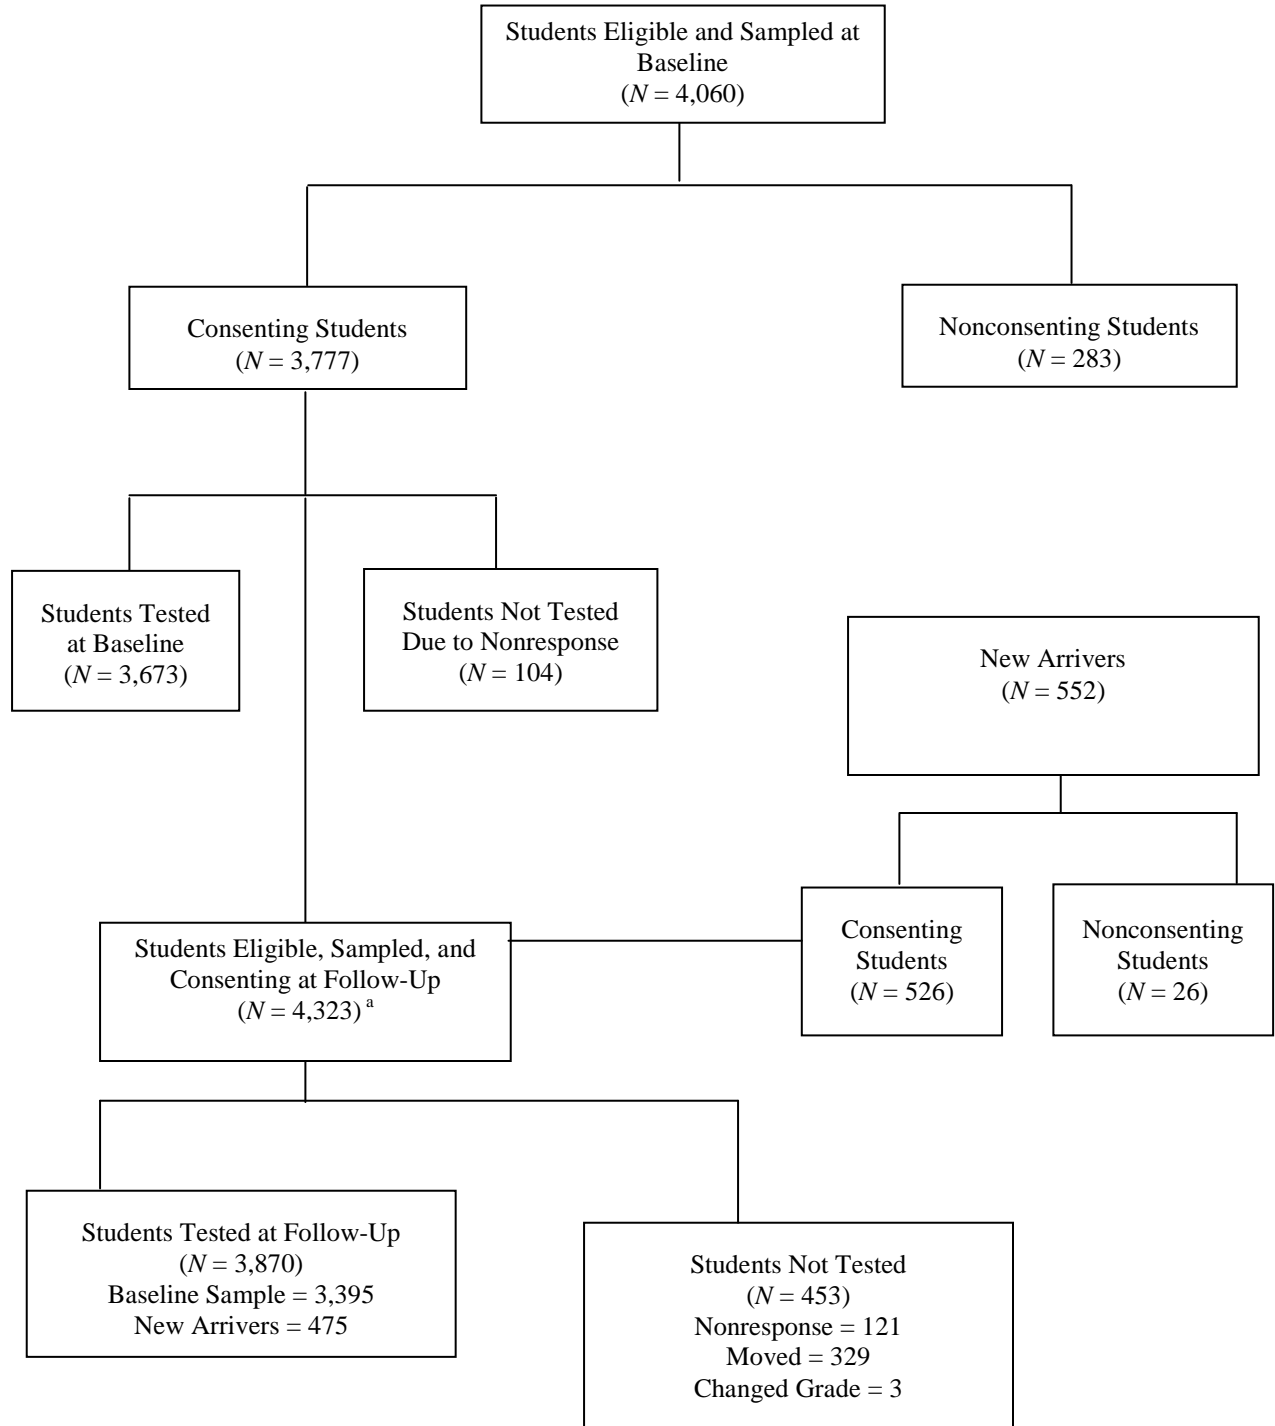 Students Eligible and Sampled at
Baseline
(N = 4,060)
Consenting Students
(N = 3,777)
Nonconsenting Students
(N = 283)
Students Tested
at Baseline
(N = 3,673)
Students Not Tested
Due to Nonresponse
(N = 104)
New Arrivers
(N = 552)
Consenting
Students
(N = 526)
Nonconsenting
Students
(N = 26)
Students Eligible, Sampled, and
Consenting at Follow-Up
(N = 4,323) a
Students Tested at Follow-Up
(N = 3,870)
Baseline Sample = 3,395
New Arrivers = 475
Students Not Tested
(N = 453)
Nonresponse = 121
Moved = 329
Changed Grade = 3